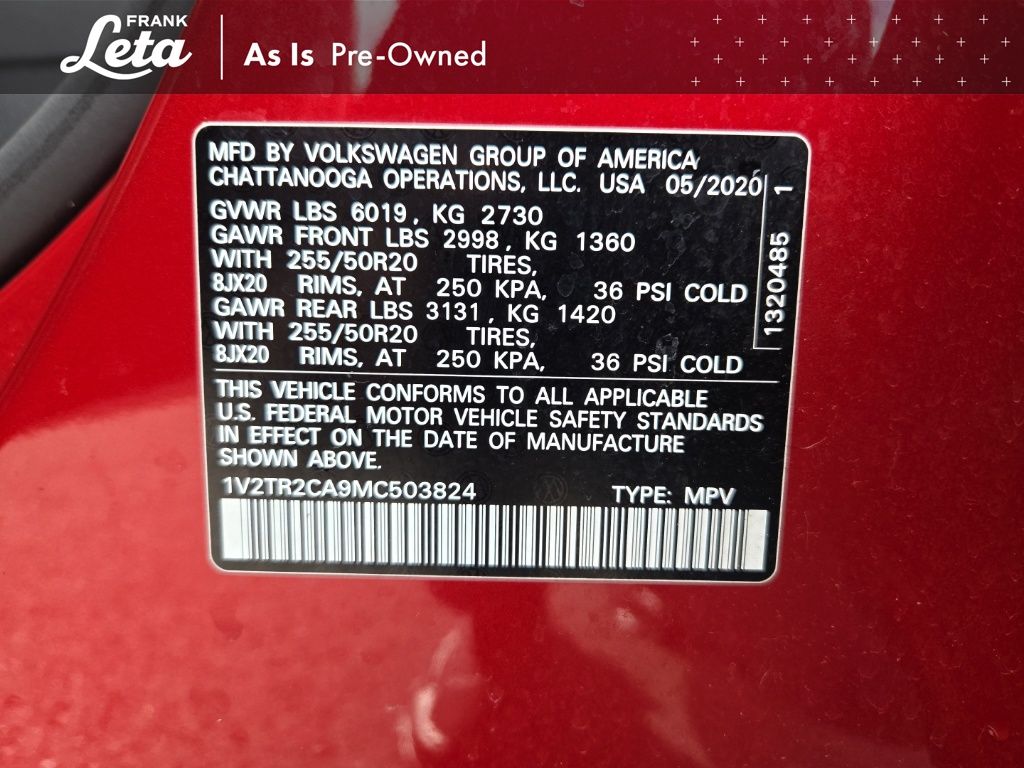 FRANK
Leta
As Is Pre-Owned
MFD BY VOLKSWAGEN GROUP OF AMERICA
CHATTANOOGA OPERATIONS, LLC. USA 05/2020
GVWR LBS 6019, KG 2730
GAWR FRONT LBS 2998, KG 1360
WITH 255/50R20 TIRES,
8JX20 RIMS, AT 250 KPA, 36 PSI COLD
GAWR REAR LBS 3131, KG 1420
WITH 255/50R20 TIRES,
8JX20 RIMS, AT 250 KPA, 36 PSI COLD
1320485 1
THIS VEHICLE CONFORMS TO ALL APPLICABLE
U.S. FEDERAL MOTOR VEHICLE SAFETY STANDARDS
IN EFFECT ON THE DATE OF MANUFACTURE
SHOWN ABOVE.
1V2TR2CA9MC503824 TYPE: MPV